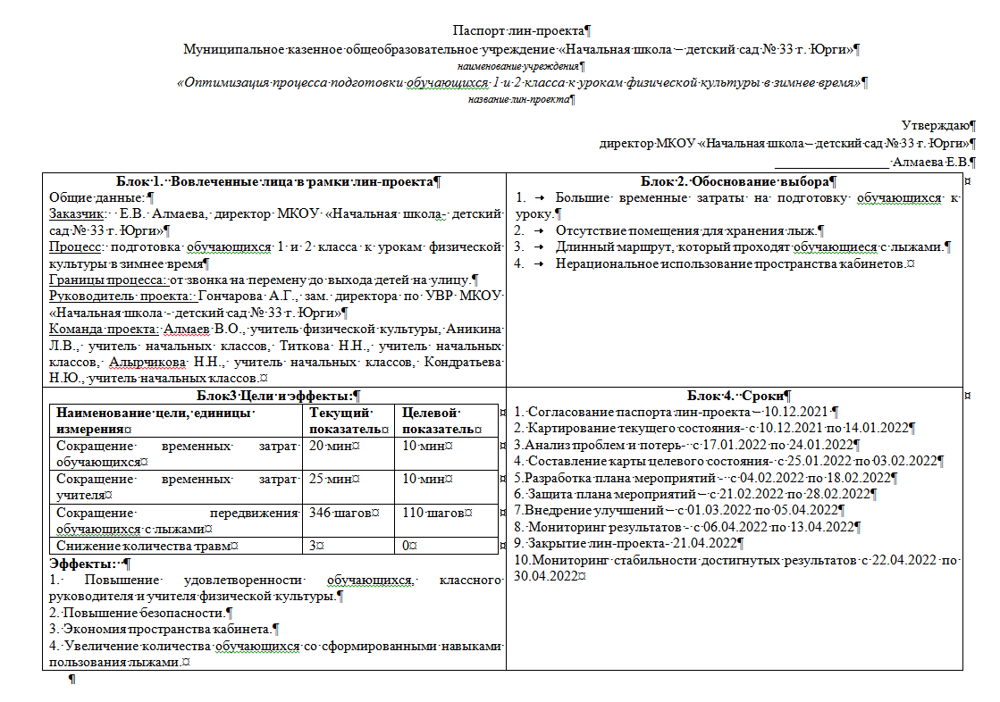 Паспорт лин-проекта
Муниципальное казенное общеобразовательное учреждение «Начальная школа – детский сад № 33 г. Юрги»
наименование учреждения
«Оптимизация процесса подготовки обучающихся 1 и 2 класса к урокам физической культуры в зимнее время»
название лин-проекта
Утверждаю
директор МКОУ «Начальная школа – детский сад № 33 г. Юрги»
_________________ Алмаева Е.В.
Блок 1. Вовлеченные лица в рамки лин-проекта
Общие данные:
Заказчик: Е.В. Алмаева, директор МКОУ «Начальная школа- детский
сад № 33 г. Юрги»
Процесс: подготовка обучающихся 1 и 2 класса к урокам физической
культуры в зимнее время
Границы процесса: от звонка на перемену до выхода детей на улицу.
Руководитель проекта: Гончарова А.Г., зам. директора по УВР МКОУ
«Начальная школа - детский сад № 33 г. Юрги»
Команда проекта: Алмаев В.О., учитель физической культуры, Аникина
Л.В., учитель начальных классов, Титкова Н.Н., учитель начальных
классов, Алырчикова Н.Н., учитель начальных классов, Кондратьева
Н.Ю., учитель начальных классов.
Блок 2. Обоснование выбора
1. Большие временные затраты на подготовку обучающихся к
уроку.
2. Отсутствие помещения для хранения лыж.
3. Длинный маршрут, который проходят обучающиеся с лыжами.
4. Нерациональное использование пространства кабинетов.
Блок3 Цели и эффекты:
Наименование цели, единицы
измерения
Текущий
показатель
Целевой
показатель
Сокращение временных затрат
обучающихся
20 мин
10 мин
Сокращение временных затрат
учителя
25 мин
10 мин
Сокращение передвижения
обучающихся с лыжами
346 шагов
110 шагов
Снижение количества травм
3
0
Эффекты:
1. Повышение удовлетворенности обучающихся, классного
руководителя и учителя физической культуры.
2. Повышение безопасности.
3. Экономия пространства кабинета.
4. Увеличение количества обучающихся со сформированными навыками
пользования лыжами.
Блок 4. Сроки
1. Согласование паспорта лин-проекта – 10.12.2021
2. Картирование текущего состояния- с 10.12.2021 по 14.01.2022
3.Анализ проблем и потерь- с 17.01.2022 по 24.01.2022
4. Составление карты целевого состояния- с 25.01.2022 по 03.02.2022
5.Разработка плана мероприятий - с 04.02.2022 по 18.02.2022
6. Защита плана мероприятий – с 21.02.2022 по 28.02.2022
7.Внедрение улучшений – с 01.03.2022 по 05.04.2022
8. Мониторинг результатов - с 06.04.2022 по 13.04.2022
9. Закрытие лин-проекта- 21.04.2022
10.Мониторинг стабильности достигнутых результатов с 22.04.2022 по
30.04.2022